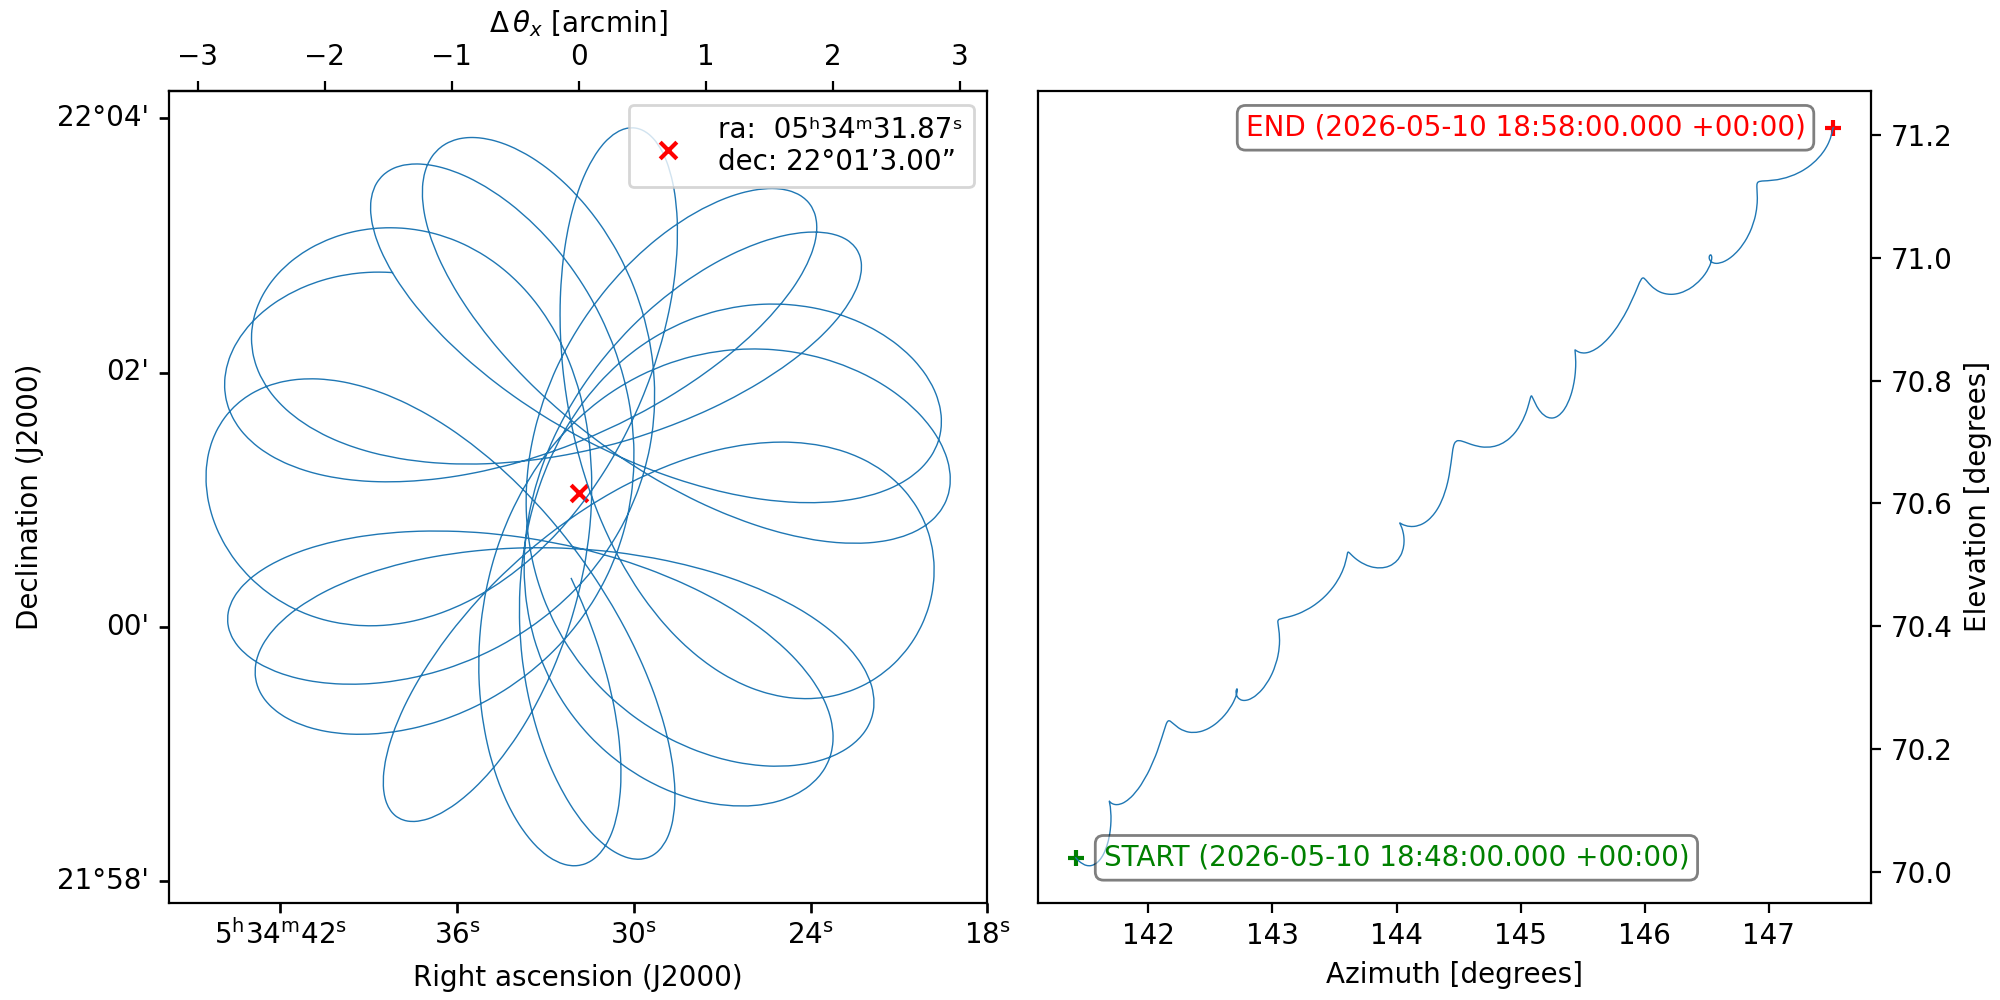 Δ θₓ [arcmin]
−3 −2 −1 0 1 2 3
22°04'
02'
00'
21°58'
Declination (J2000)
ra: 05ʰ34ᵐ31.87ˢ
dec: 22°01’3.00”
5ʰ34ᵐ42ˢ 36ˢ 30ˢ 24ˢ 18ˢ
Right ascension (J2000)
END (2026-05-10 18:58:00.000 +00:00)
START (2026-05-10 18:48:00.000 +00:00)
71.2
71.0
70.8
70.6
70.4
70.2
70.0
Elevation [degrees]
142 143 144 145 146 147
Azimuth [degrees]